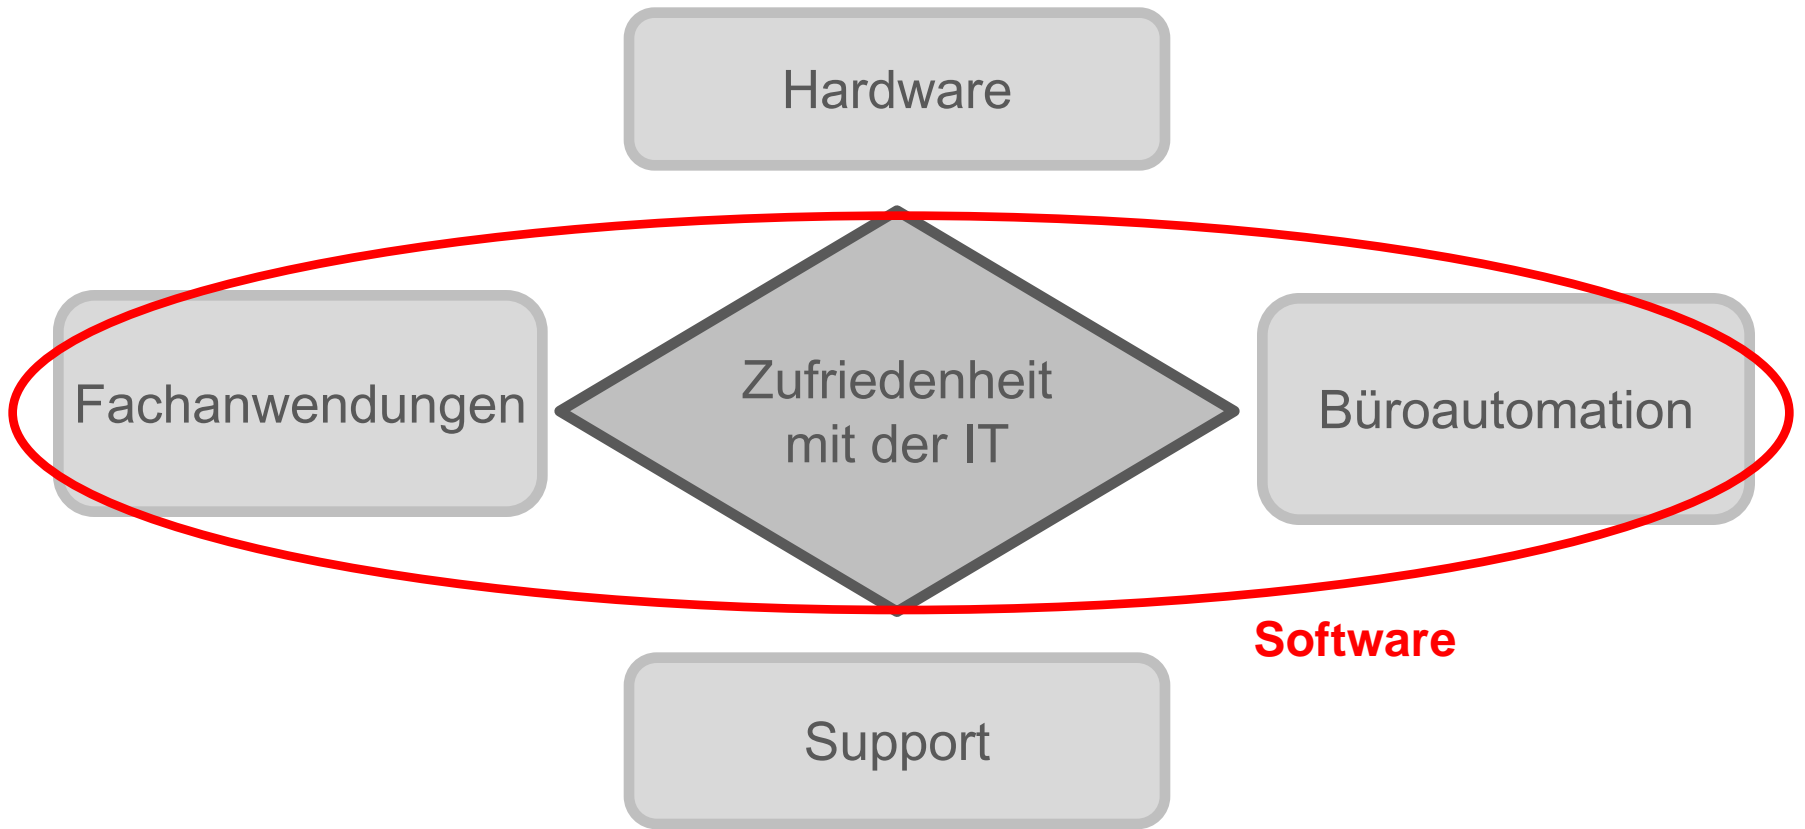 Hardware
Fachanwendungen
Zufriedenheit
mit der IT
Büroautomation
Software
Support